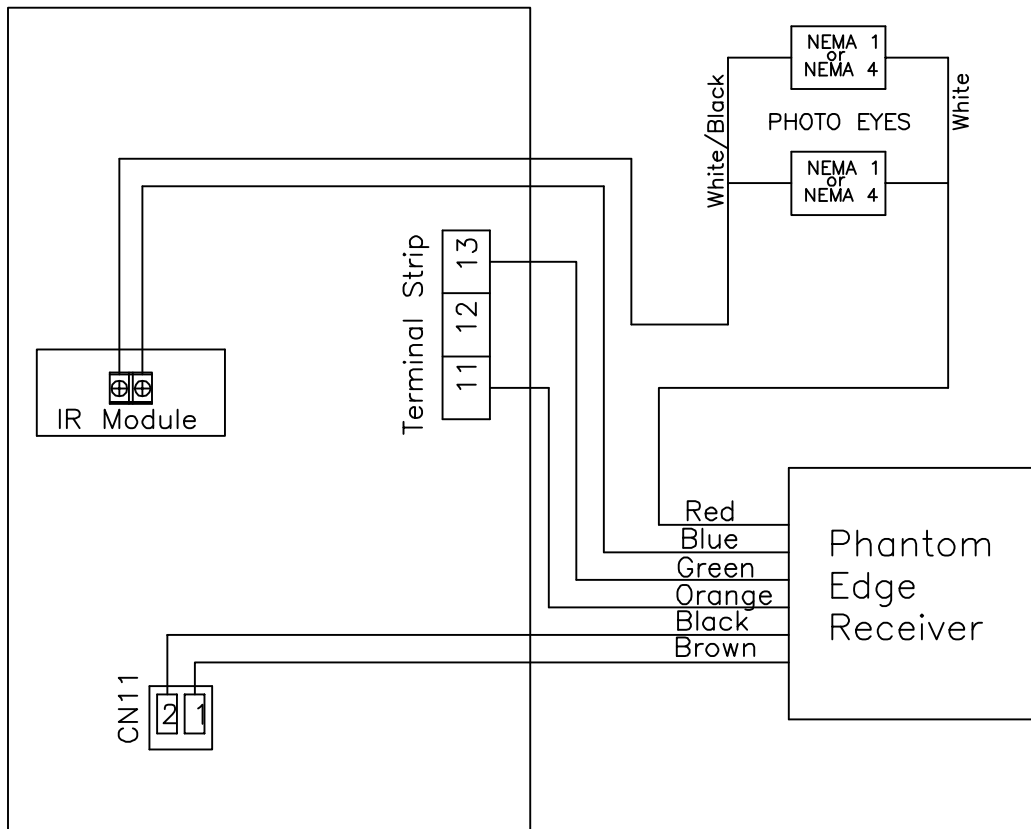 NEMA 1
or
NEMA 4
White/Black
White
PHOTO EYES
NEMA 1
or
NEMA 4
Terminal Strip
13
12
11
IR Module
Red
Blue
Green
Orange
Black
Brown
Phantom
Edge
Receiver
CN11
2 1